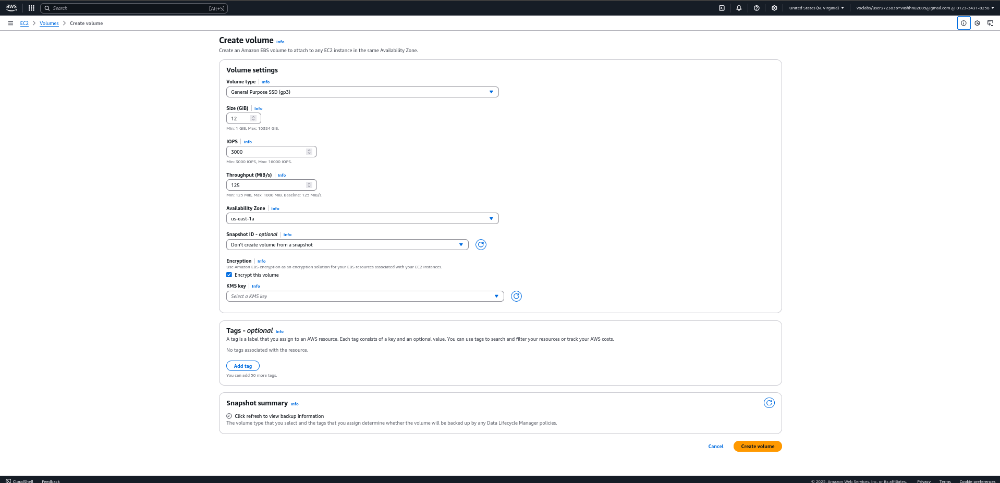 aws
Search [Alt+S]
United States (N. Virginia) voclabs/user3723836=viishhnu2005@gmail.com @ 0123-3431-8258
EC2 Volumes Create volume
Create volume Info
Create an Amazon EBS volume to attach to any EC2 instance in the same Availability Zone.
Volume settings
Volume type Info
General Purpose SSD (gp3)
Size (GiB) Info
12
Min: 1 GiB, Max: 16384 GiB.
IOPS Info
3000
Min: 3000 IOPS, Max: 16000 IOPS.
Throughput (MiB/s) Info
125
Min: 125 MiB, Max: 1000 MiB. Baseline: 125 MiB/s.
Availability Zone Info
us-east-1a
Snapshot ID - optional Info
Don't create volume from a snapshot
Encryption Info
Use Amazon EBS encryption as an encryption solution for your EBS resources associated with your EC2 instances.
Encrypt this volume
KMS key Info
Select a KMS key
Tags - optional Info
A tag is a label that you assign to an AWS resource. Each tag consists of a key and an optional value. You can use tags to search and filter your resources or track your AWS costs.
No tags associated with the resource.
Add tag
You can add 50 more tags.
Snapshot summary Info
Click refresh to view backup information
The volume type that you select and the tags that you assign determine whether the volume will be backed up by any Data Lifecycle Manager policies.
Cancel Create volume
CloudShell Feedback © 2025, Amazon Web Services, Inc. or its affiliates. Privacy Terms Cookie preferences